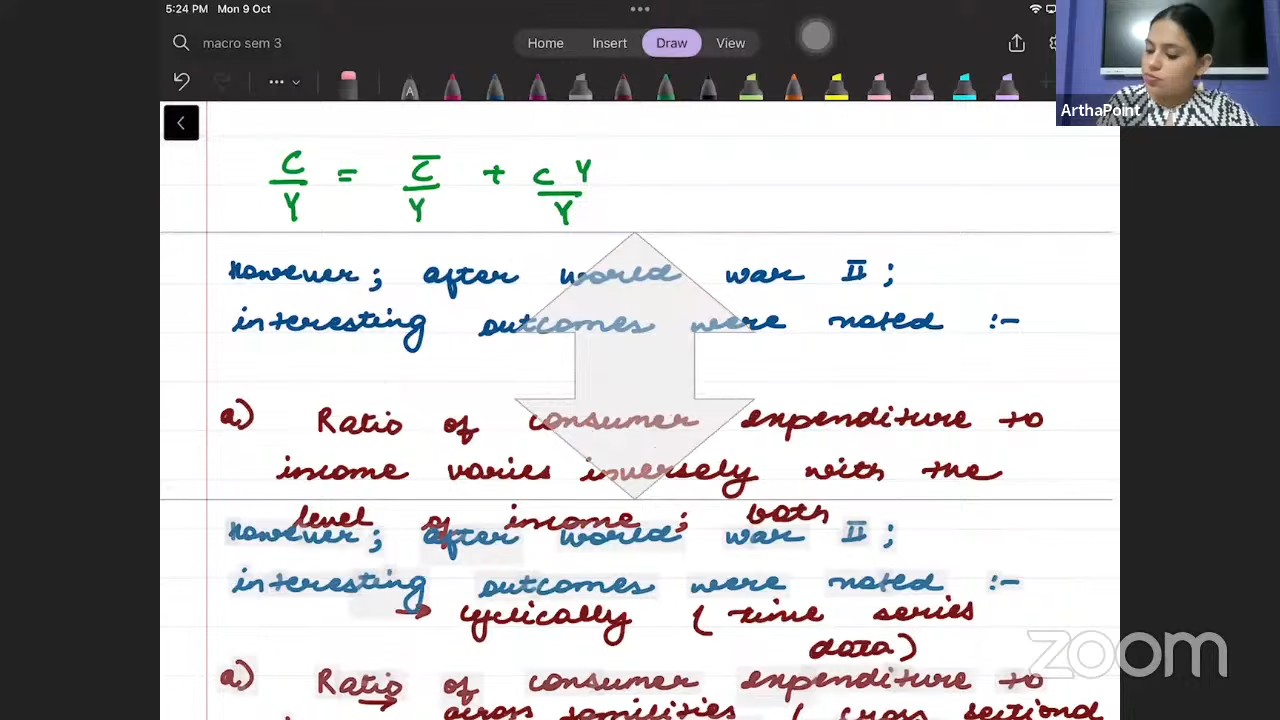 5:24 PM Mon 9 Oct
macro sem 3
Home Insert Draw View
ArthaPoint
A
C/Y = C̅/Y + c Y/Y
However; after world war II;
interesting outcomes were noted :-
a) Ratio of consumer expenditure to
income varies inversely with the
level of income; both
However; after world war II;
interesting outcomes were noted :-
→ cyclically (time series
data)
zoom
a) Ratio of consumer expenditure to
→ across families (cross sectional